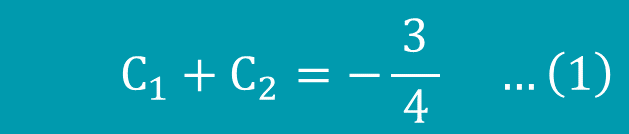 C₁ + C₂ = −3/4 ...(1)